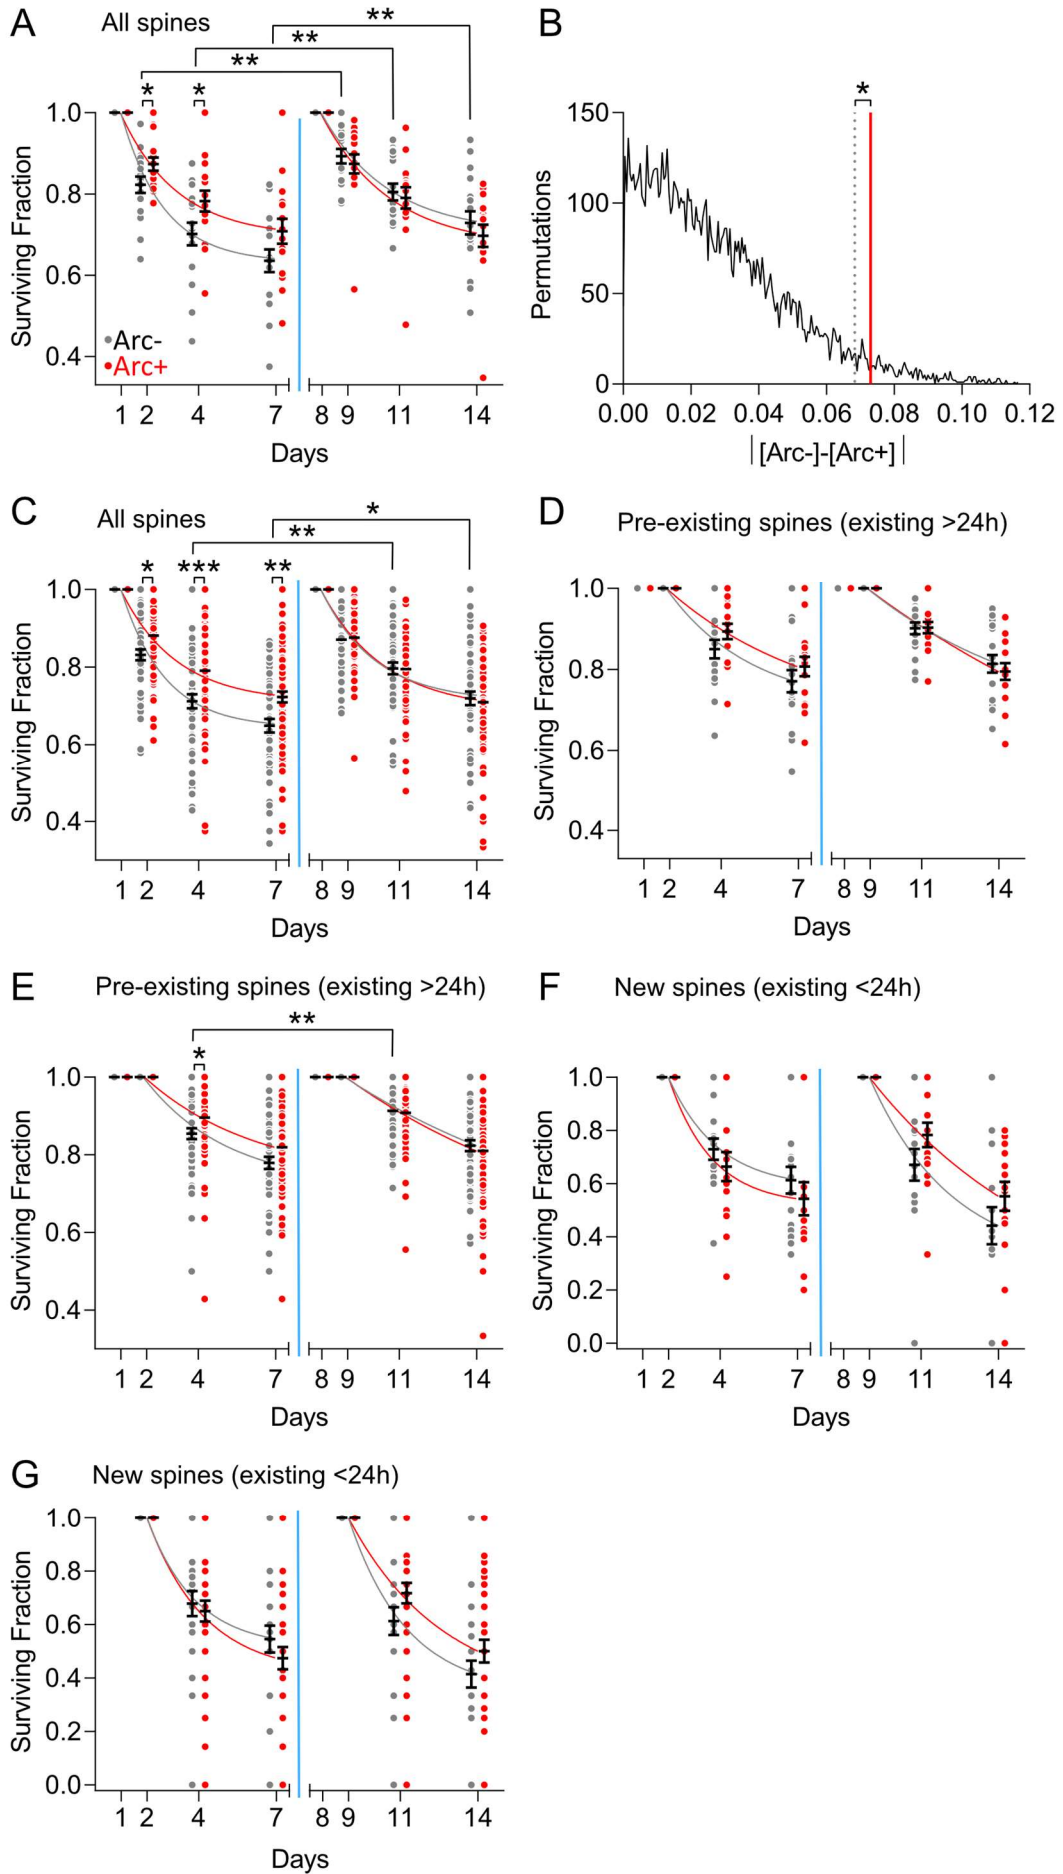 A
All spines
**
**
**
*
*
1.0
0.8
0.6
0.4
Surviving Fraction
Arc-
Arc+
1 2 4 7 8 9 11 14
Days
B
*
150
100
50
0
Permutations
0.00 0.02 0.04 0.06 0.08 0.10 0.12
|[Arc-]-[Arc+]|
C
All spines
*
**
*
***
**
1.0
0.8
0.6
0.4
Surviving Fraction
1 2 4 7 8 9 11 14
Days
D
Pre-existing spines (existing >24h)
1.0
0.8
0.6
0.4
Surviving Fraction
1 2 4 7 8 9 11 14
Days
E
Pre-existing spines (existing >24h)
**
*
1.0
0.8
0.6
0.4
Surviving Fraction
1 2 4 7 8 9 11 14
Days
F
New spines (existing <24h)
1.0
0.8
0.6
0.4
0.2
0.0
Surviving Fraction
1 2 4 7 8 9 11 14
Days
G
New spines (existing <24h)
1.0
0.8
0.6
0.4
0.2
0.0
Surviving Fraction
1 2 4 7 8 9 11 14
Days